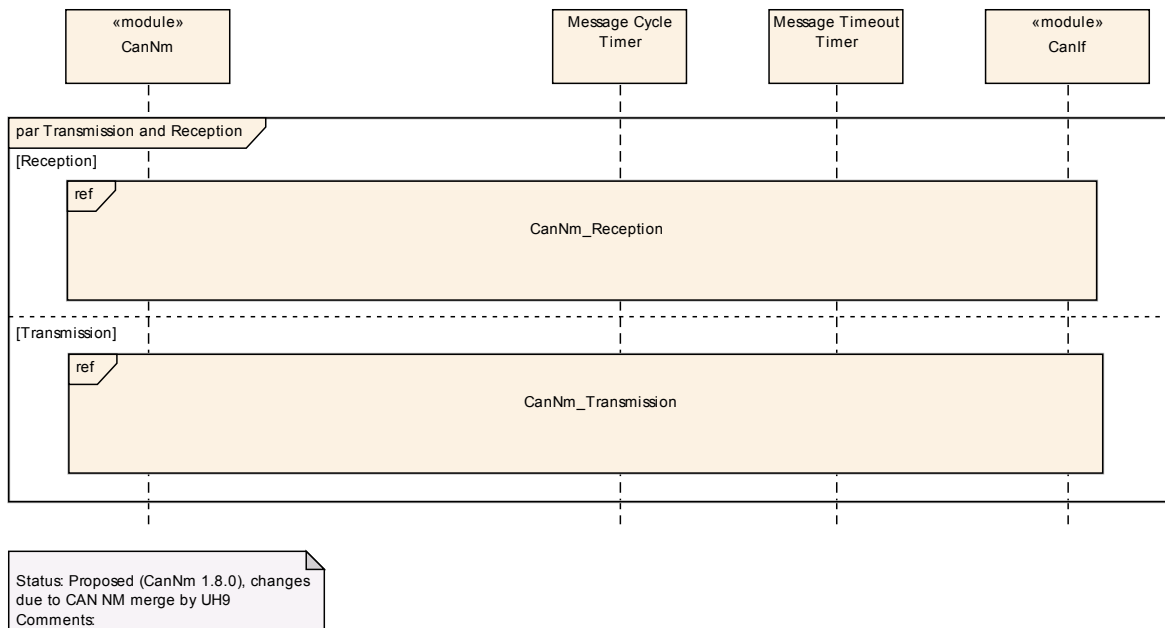 «module»
CanNm
Message Cycle
Timer
Message Timeout
Timer
«module»
CanIf
par Transmission and Reception
[Reception]
ref
CanNm_Reception
[Transmission]
ref
CanNm_Transmission
Status: Proposed (CanNm 1.8.0), changes
due to CAN NM merge by UH9
Comments: